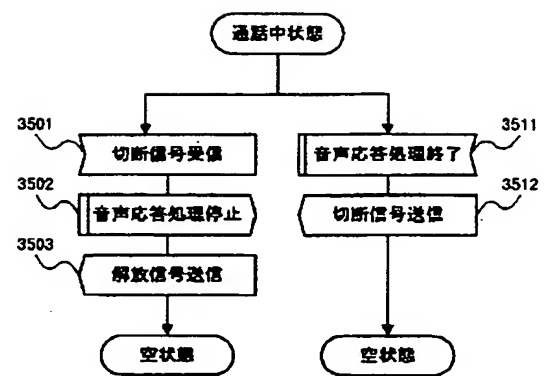 通話中状態
3501
切断信号受信
3502
音声応答処理停止
3503
解放信号送信
空状態
3511
音声応答処理終了
3512
切断信号送信
空状態